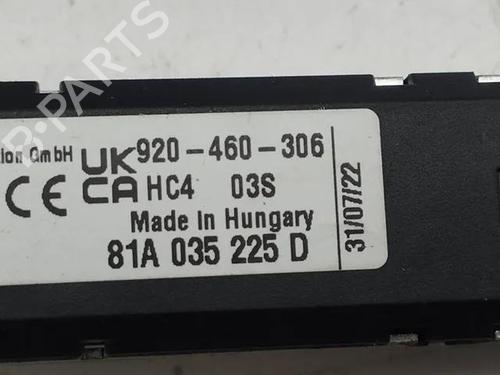 B-PARTS
ion GmbH
UK
CA
CE
920-460-306
HC4 03S
Made In Hungary
81A 035 225 D
31/07/22